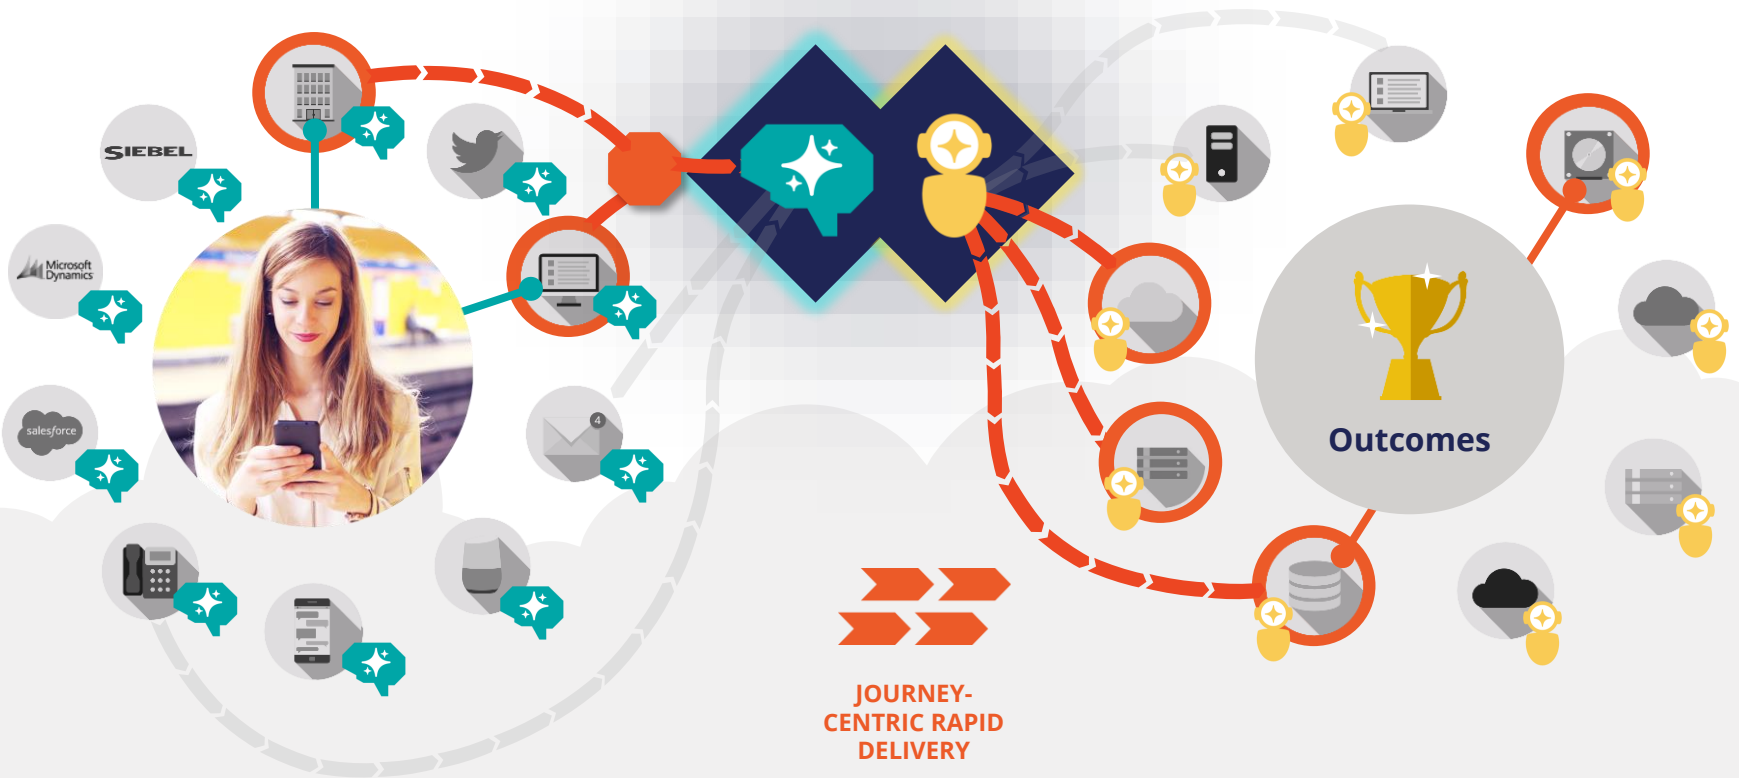 SIEBEL
Microsoft
Dynamics
salesforce
4
Outcomes
JOURNEY-
CENTRIC RAPID
DELIVERY